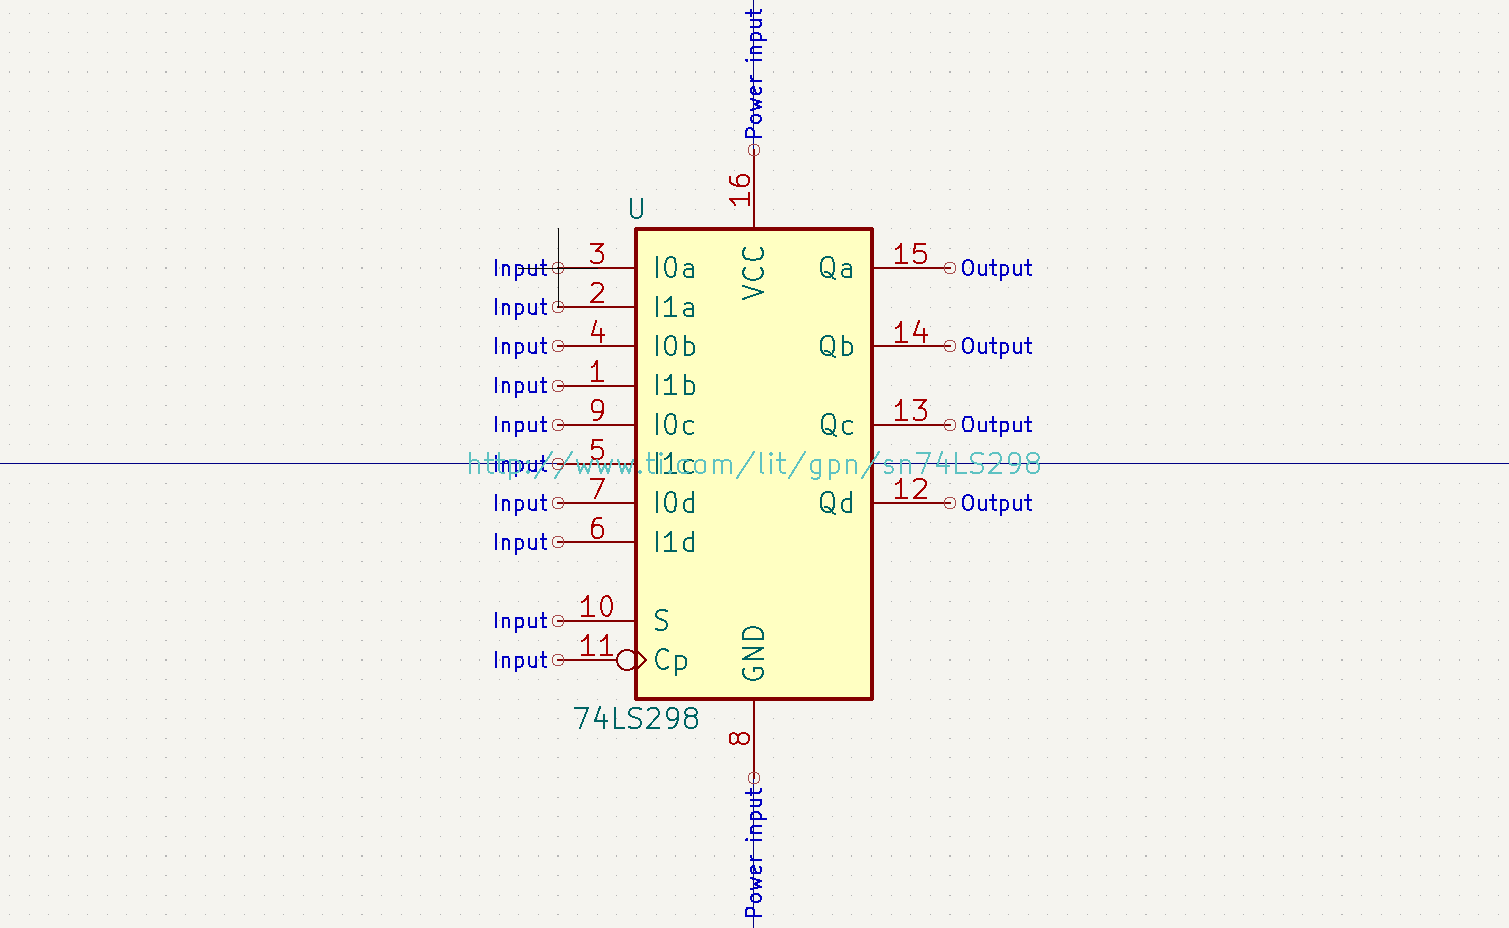 Power input
16
U
VCC
Input 3 I0a Qa 15 Output
Input 2 I1a
Input 4 I0b Qb 14 Output
Input 1 I1b
Input 9 I0c Qc 13 Output
Input 5 I1c
http://www.ti.com/lit/gpn/sn74LS298
Input 7 I0d Qd 12 Output
Input 6 I1d
Input 10 S
Input 11 Cp
GND
74LS298
8
Power input